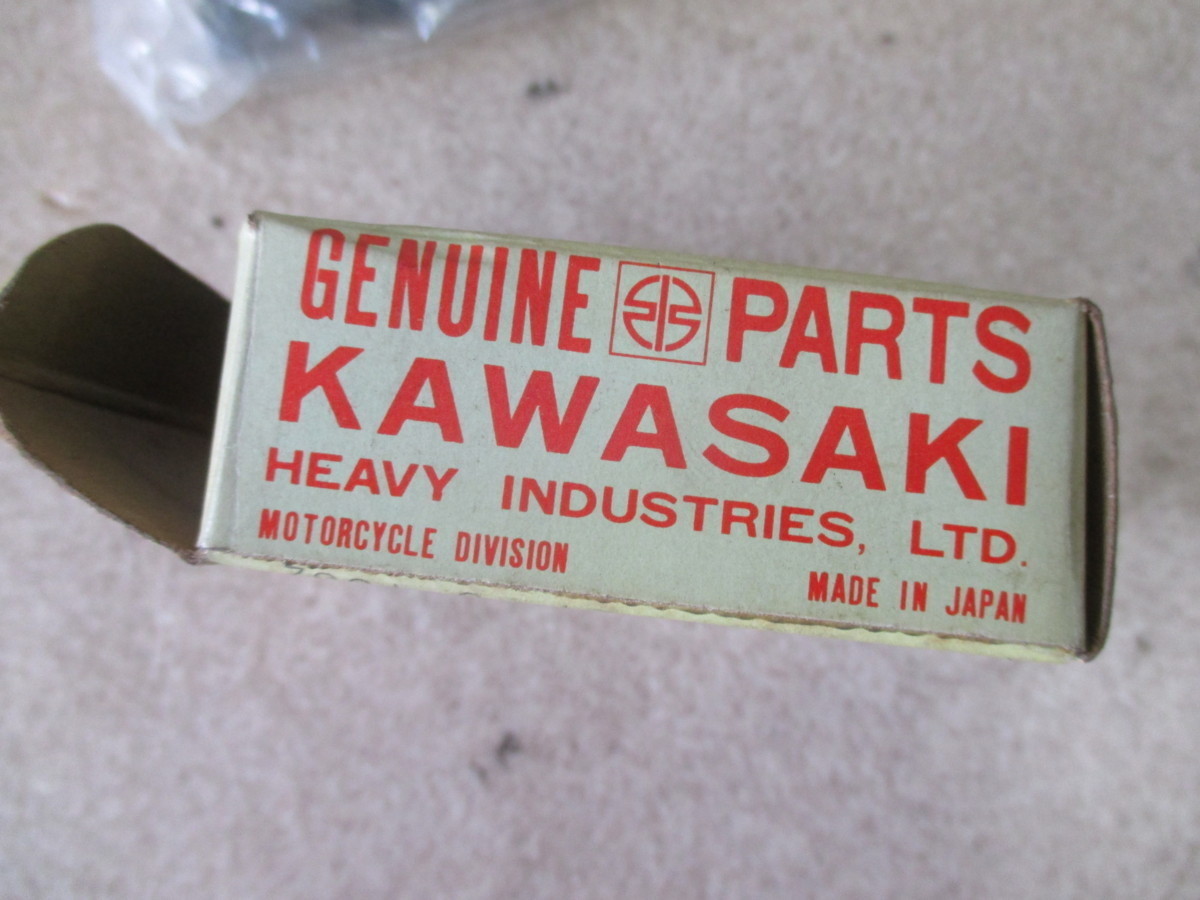 GENUINE PARTS
KAWASAKI
HEAVY INDUSTRIES, LTD.
MOTORCYCLE DIVISION
MADE IN JAPAN